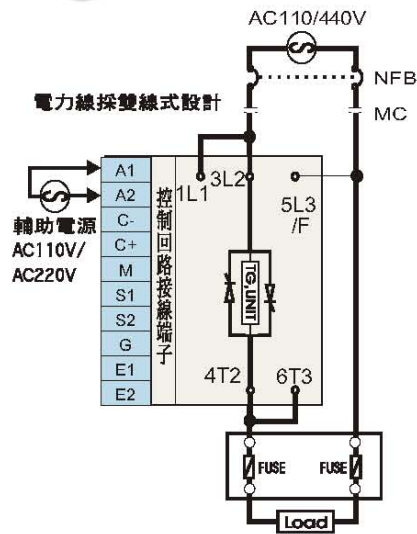 AC110/440V
NFB
電力線採雙線式設計
MC
A1
A2
C-
C+
M
S1
S2
G
E1
E2
輔助電源
AC110V/
AC220V
控制回路接線端子
1L1
3L2
5L3
/F
TG.UNIT
4T2
6T3
FUSE
FUSE
Load